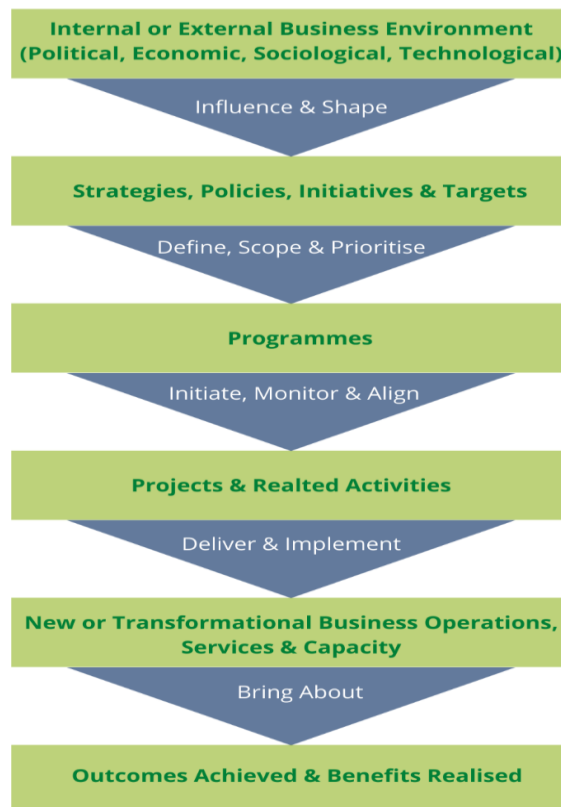 Internal or External Business Environment
(Political, Economic, Sociological, Technological)
Influence & Shape
Strategies, Policies, Initiatives & Targets
Define, Scope & Prioritise
Programmes
Initiate, Monitor & Align
Projects & Realted Activities
Deliver & Implement
New or Transformational Business Operations,
Services & Capacity
Bring About
Outcomes Achieved & Benefits Realised